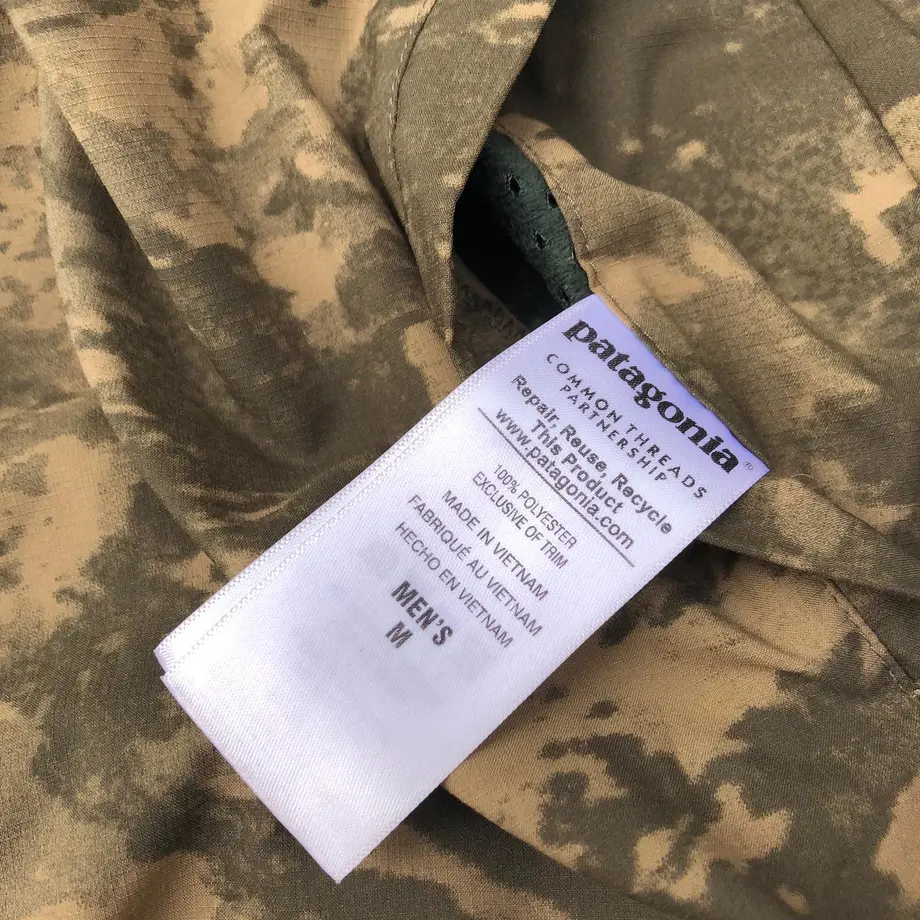 patagonia®
COMMON THREADS
PARTNERSHIP
Repair, Reuse, Recycle
This Product
www.patagonia.com
100% POLYESTER
EXCLUSIVE OF TRIM
MADE IN VIETNAM
FABRIQUÉ AU VIETNAM
HECHO EN VIETNAM
MEN'S
M